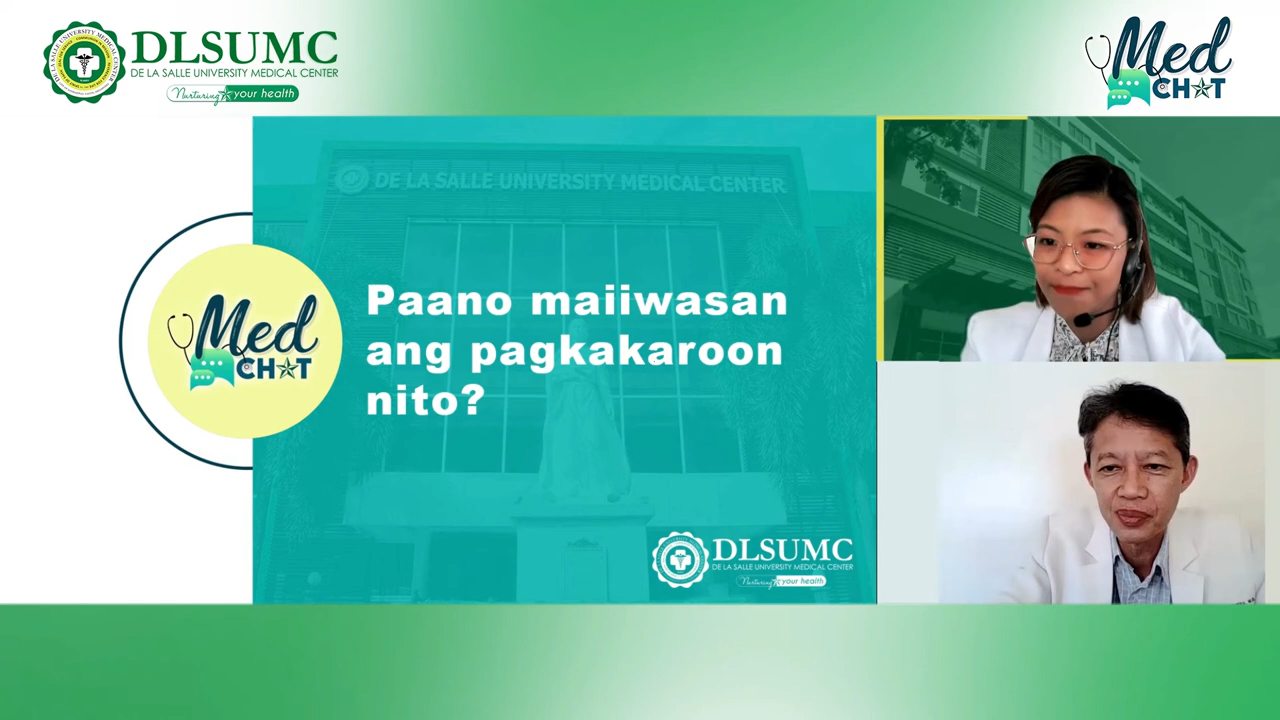 DLSUMC
DE LA SALLE UNIVERSITY MEDICAL CENTER
Nurturing your health
Med
CHAT
DE LA SALLE UNIVERSITY MEDICAL CENTER
Med
CHAT
Paano maiiwasan
ang pagkakaroon
nito?
DLSUMC
DE LA SALLE UNIVERSITY MEDICAL CENTER
Nurturing your health